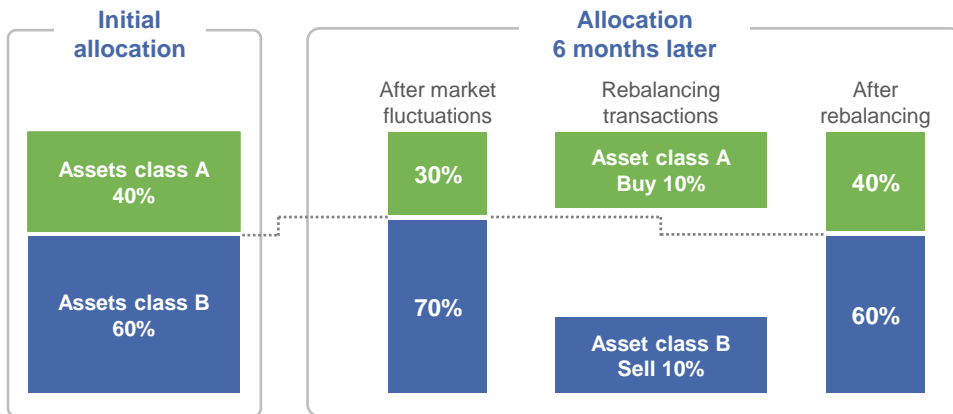 Initial
allocation
Allocation
6 months later
After market
fluctuations
Rebalancing
transactions
After
rebalancing
Assets class A
40%
30%
Asset class A
Buy 10%
40%
Assets class B
60%
70%
Asset class B
Sell 10%
60%